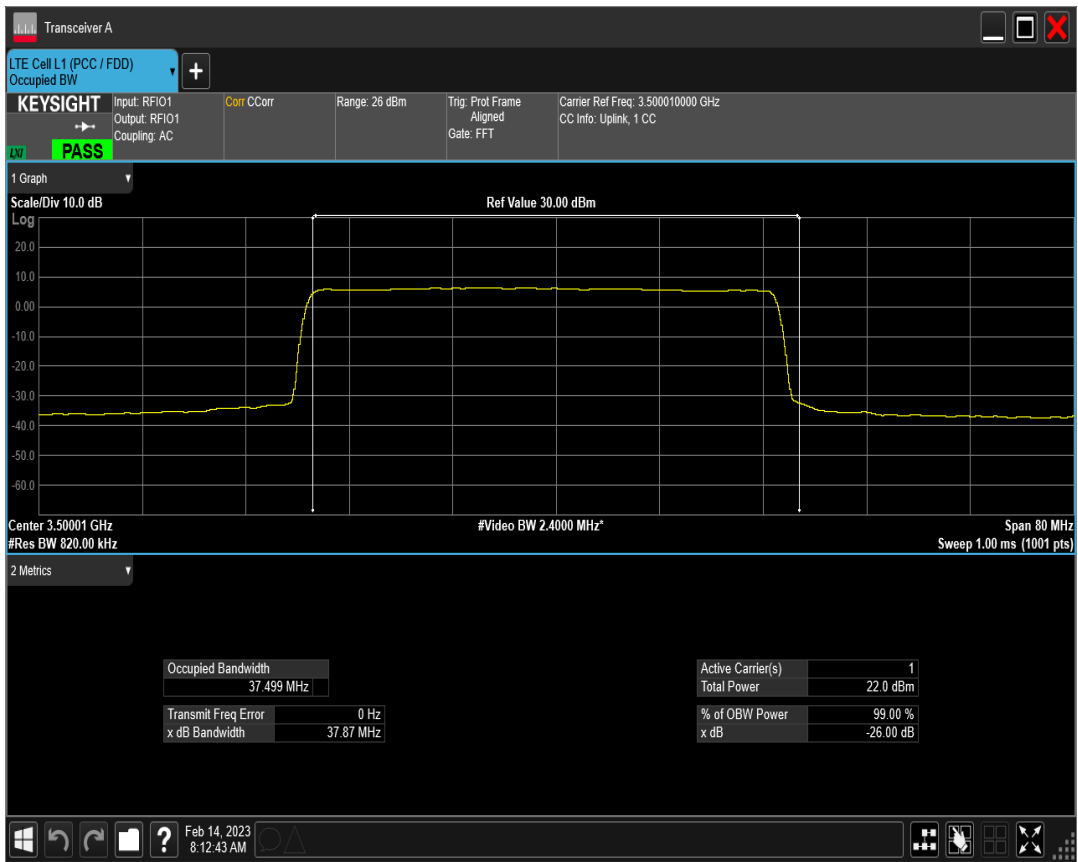 Transceiver A
LTE Cell L1 (PCC / FDD)
Occupied BW
KEYSIGHT
LXI
PASS
Input: RFIO1
Output: RFIO1
Coupling: AC
Corr CCorr
Range: 26 dBm
Trig: Prot Frame
Aligned
Gate: FFT
Carrier Ref Freq: 3.500010000 GHz
CC Info: Uplink, 1 CC
1 Graph
Scale/Div 10.0 dB
Ref Value 30.00 dBm
Log
20.0
10.0
0.00
-10.0
-20.0
-30.0
-40.0
-50.0
-60.0
Center 3.50001 GHz
#Video BW 2.4000 MHz*
Span 80 MHz
#Res BW 820.00 kHz
Sweep 1.00 ms (1001 pts)
2 Metrics
Occupied Bandwidth
37.499 MHz
Transmit Freq Error 0 Hz
x dB Bandwidth 37.87 MHz
Active Carrier(s) 1
Total Power 22.0 dBm
% of OBW Power 99.00 %
x dB -26.00 dB
?
Feb 14, 2023
8:12:43 AM